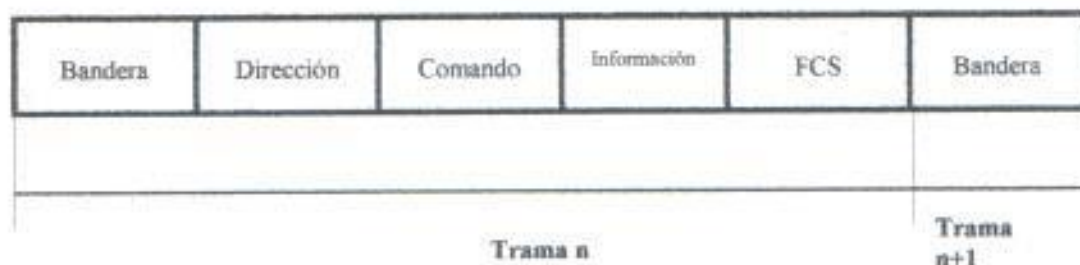 Bandera Dirección Comando Información FCS Bandera
Trama n
Trama
n+1